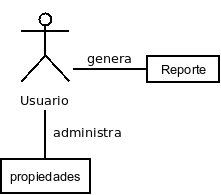 genera
Reporte
Usuario
administra
propiedades